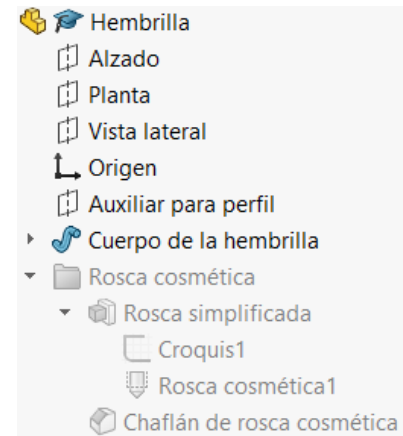 Hembrilla
Alzado
Planta
Vista lateral
Origen
Auxiliar para perfil
Cuerpo de la hembrilla
Rosca cosmética
Rosca simplificada
Croquis1
Rosca cosmética1
Chaflán de rosca cosmética